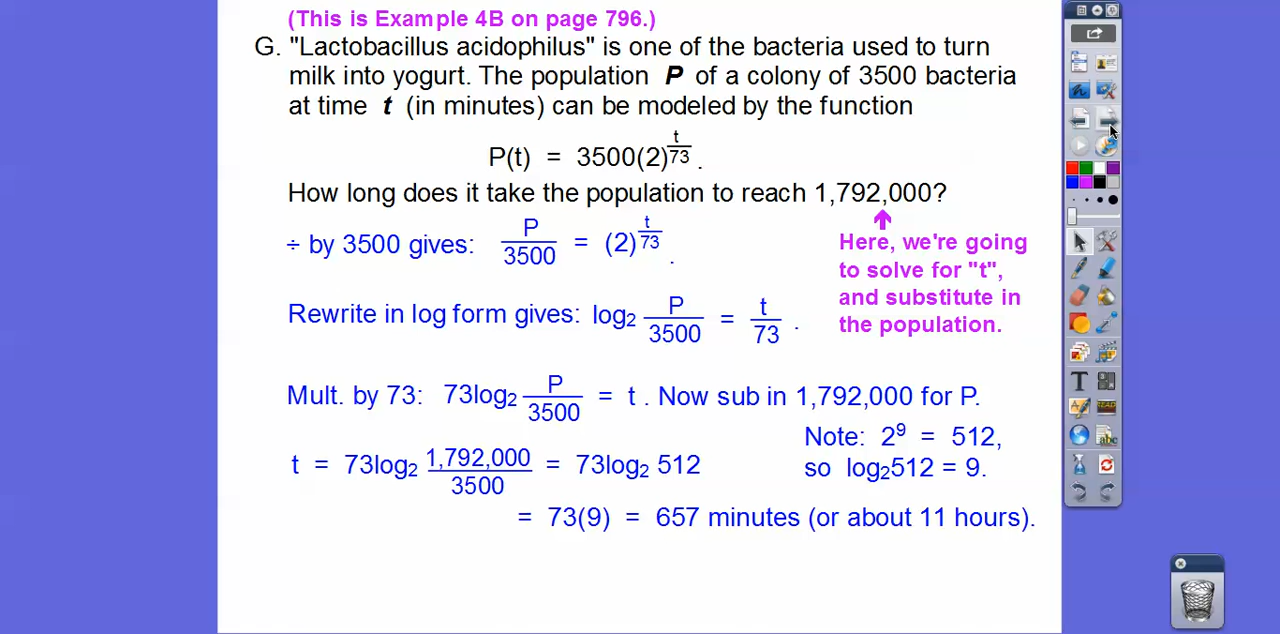 (This is Example 4B on page 796.)
G. "Lactobacillus acidophilus" is one of the bacteria used to turn
milk into yogurt. The population P of a colony of 3500 bacteria
at time t (in minutes) can be modeled by the function
P(t) = 3500(2)^(t/73) .
How long does it take the population to reach 1,792,000?
÷ by 3500 gives: P/3500 = (2)^(t/73) .
Here, we're going
to solve for "t",
and substitute in
the population.
Rewrite in log form gives: log₂ P/3500 = t/73 .
Mult. by 73: 73log₂ P/3500 = t . Now sub in 1,792,000 for P.
Note: 2⁹ = 512,
so log₂512 = 9.
t = 73log₂ 1,792,000/3500 = 73log₂ 512
= 73(9) = 657 minutes (or about 11 hours).